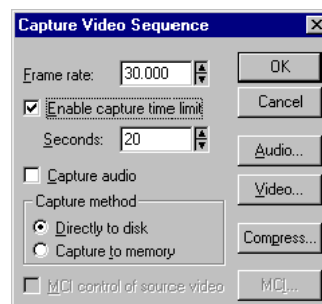 Capture Video Sequence
Frame rate: 30.000
OK
Enable capture time limit
Cancel
Seconds: 20
Audio...
Capture audio
Video...
Capture method
Directly to disk
Compress...
Capture to memory
MCI control of source video
MCI...